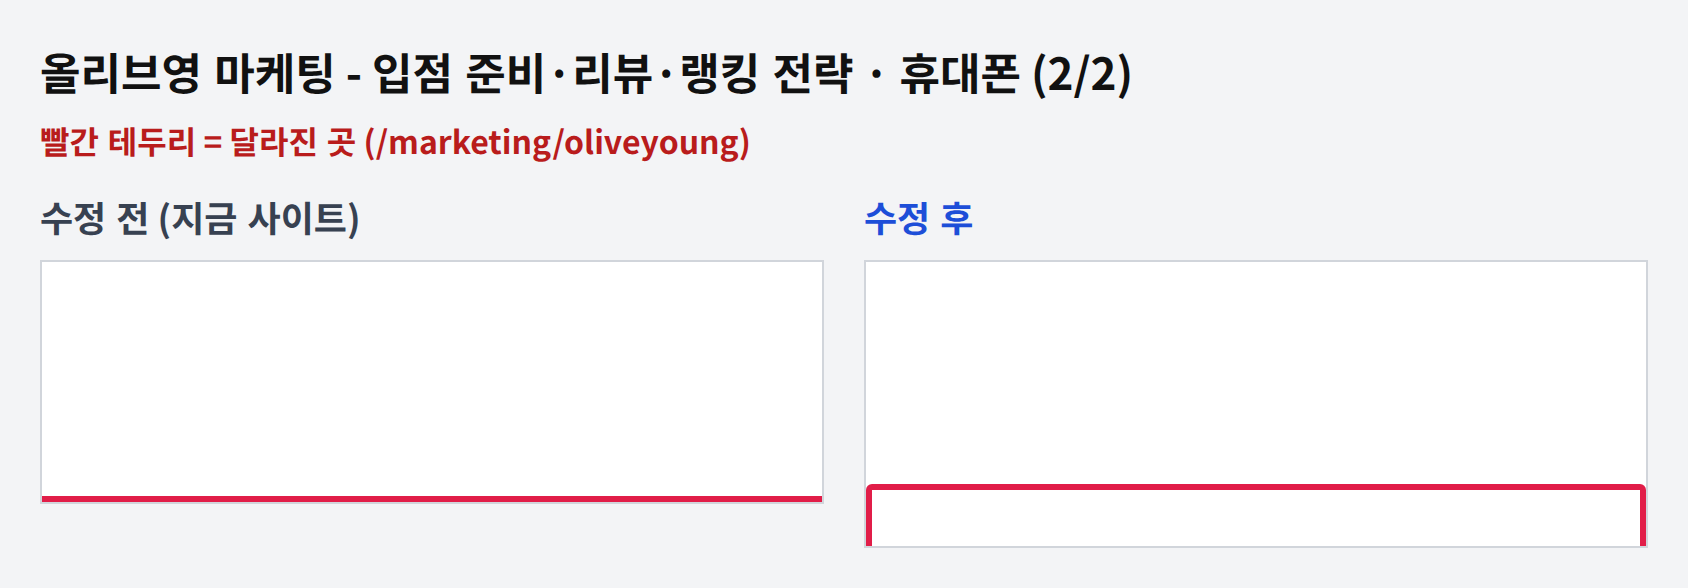 올리브영 마케팅 - 입점 준비·리뷰·랭킹 전략 · 휴대폰 (2/2)
빨간 테두리 = 달라진 곳 (/marketing/oliveyoung)
수정 전 (지금 사이트)
수정 후